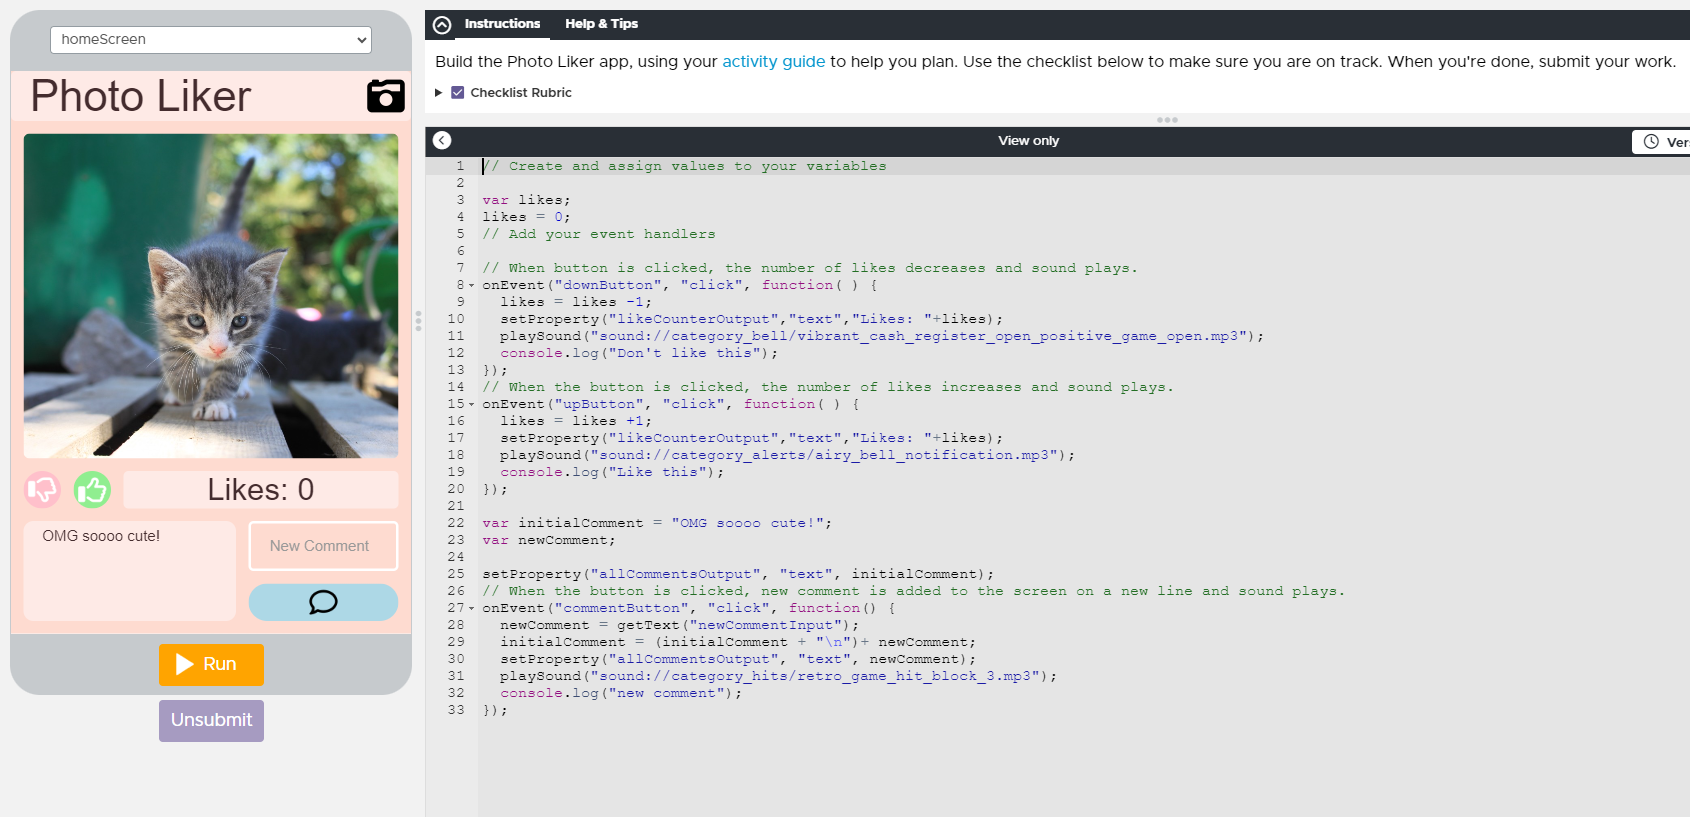 homeScreen
Photo Liker
Likes: 0
OMG soooo cute!
New Comment
Run
Unsubmit
Instructions Help & Tips
Build the Photo Liker app, using your activity guide to help you plan. Use the checklist below to make sure you are on track. When you're done, submit your work.
Checklist Rubric
View only
Ver
1 // Create and assign values to your variables
2
3 var likes;
4 likes = 0;
5 // Add your event handlers
6
7 // When button is clicked, the number of likes decreases and sound plays.
8 onEvent("downButton", "click", function( ) {
9 likes = likes -1;
10 setProperty("likeCounterOutput","text","Likes: "+likes);
11 playSound("sound://category_bell/vibrant_cash_register_open_positive_game_open.mp3");
12 console.log("Don't like this");
13 });
14 // When the button is clicked, the number of likes increases and sound plays.
15 onEvent("upButton", "click", function( ) {
16 likes = likes +1;
17 setProperty("likeCounterOutput","text","Likes: "+likes);
18 playSound("sound://category_alerts/airy_bell_notification.mp3");
19 console.log("Like this");
20 });
21
22 var initialComment = "OMG soooo cute!";
23 var newComment;
24
25 setProperty("allCommentsOutput", "text", initialComment);
26 // When the button is clicked, new comment is added to the screen on a new line and sound plays.
27 onEvent("commentButton", "click", function() {
28 newComment = getText("newCommentInput");
29 initialComment = (initialComment + "\n")+ newComment;
30 setProperty("allCommentsOutput", "text", newComment);
31 playSound("sound://category_hits/retro_game_hit_block_3.mp3");
32 console.log("new comment");
33 });